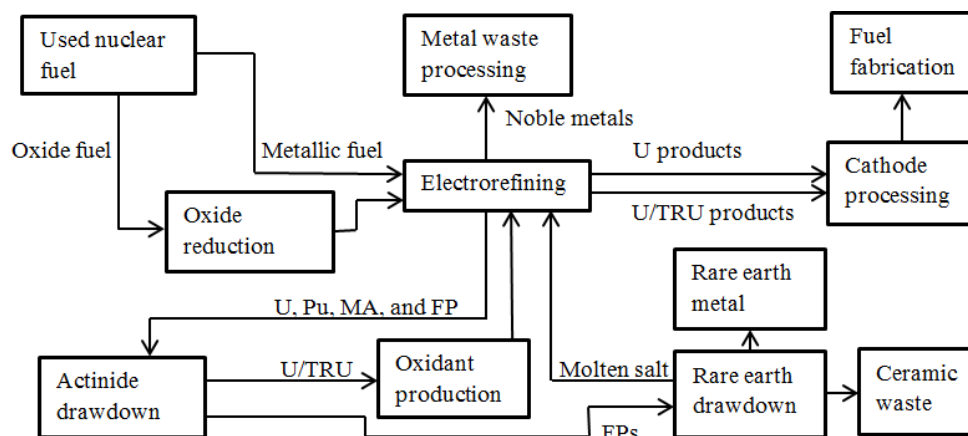 Used nuclear
fuel
Metal waste
processing
Fuel
fabrication
Oxide fuel
Metallic fuel
Noble metals
Electrorefining
U products
U/TRU products
Cathode
processing
Oxide
reduction
Rare earth
metal
U, Pu, MA, and FP
Actinide
drawdown
U/TRU
Oxidant
production
Molten salt
Rare earth
drawdown
Ceramic
waste
FPs